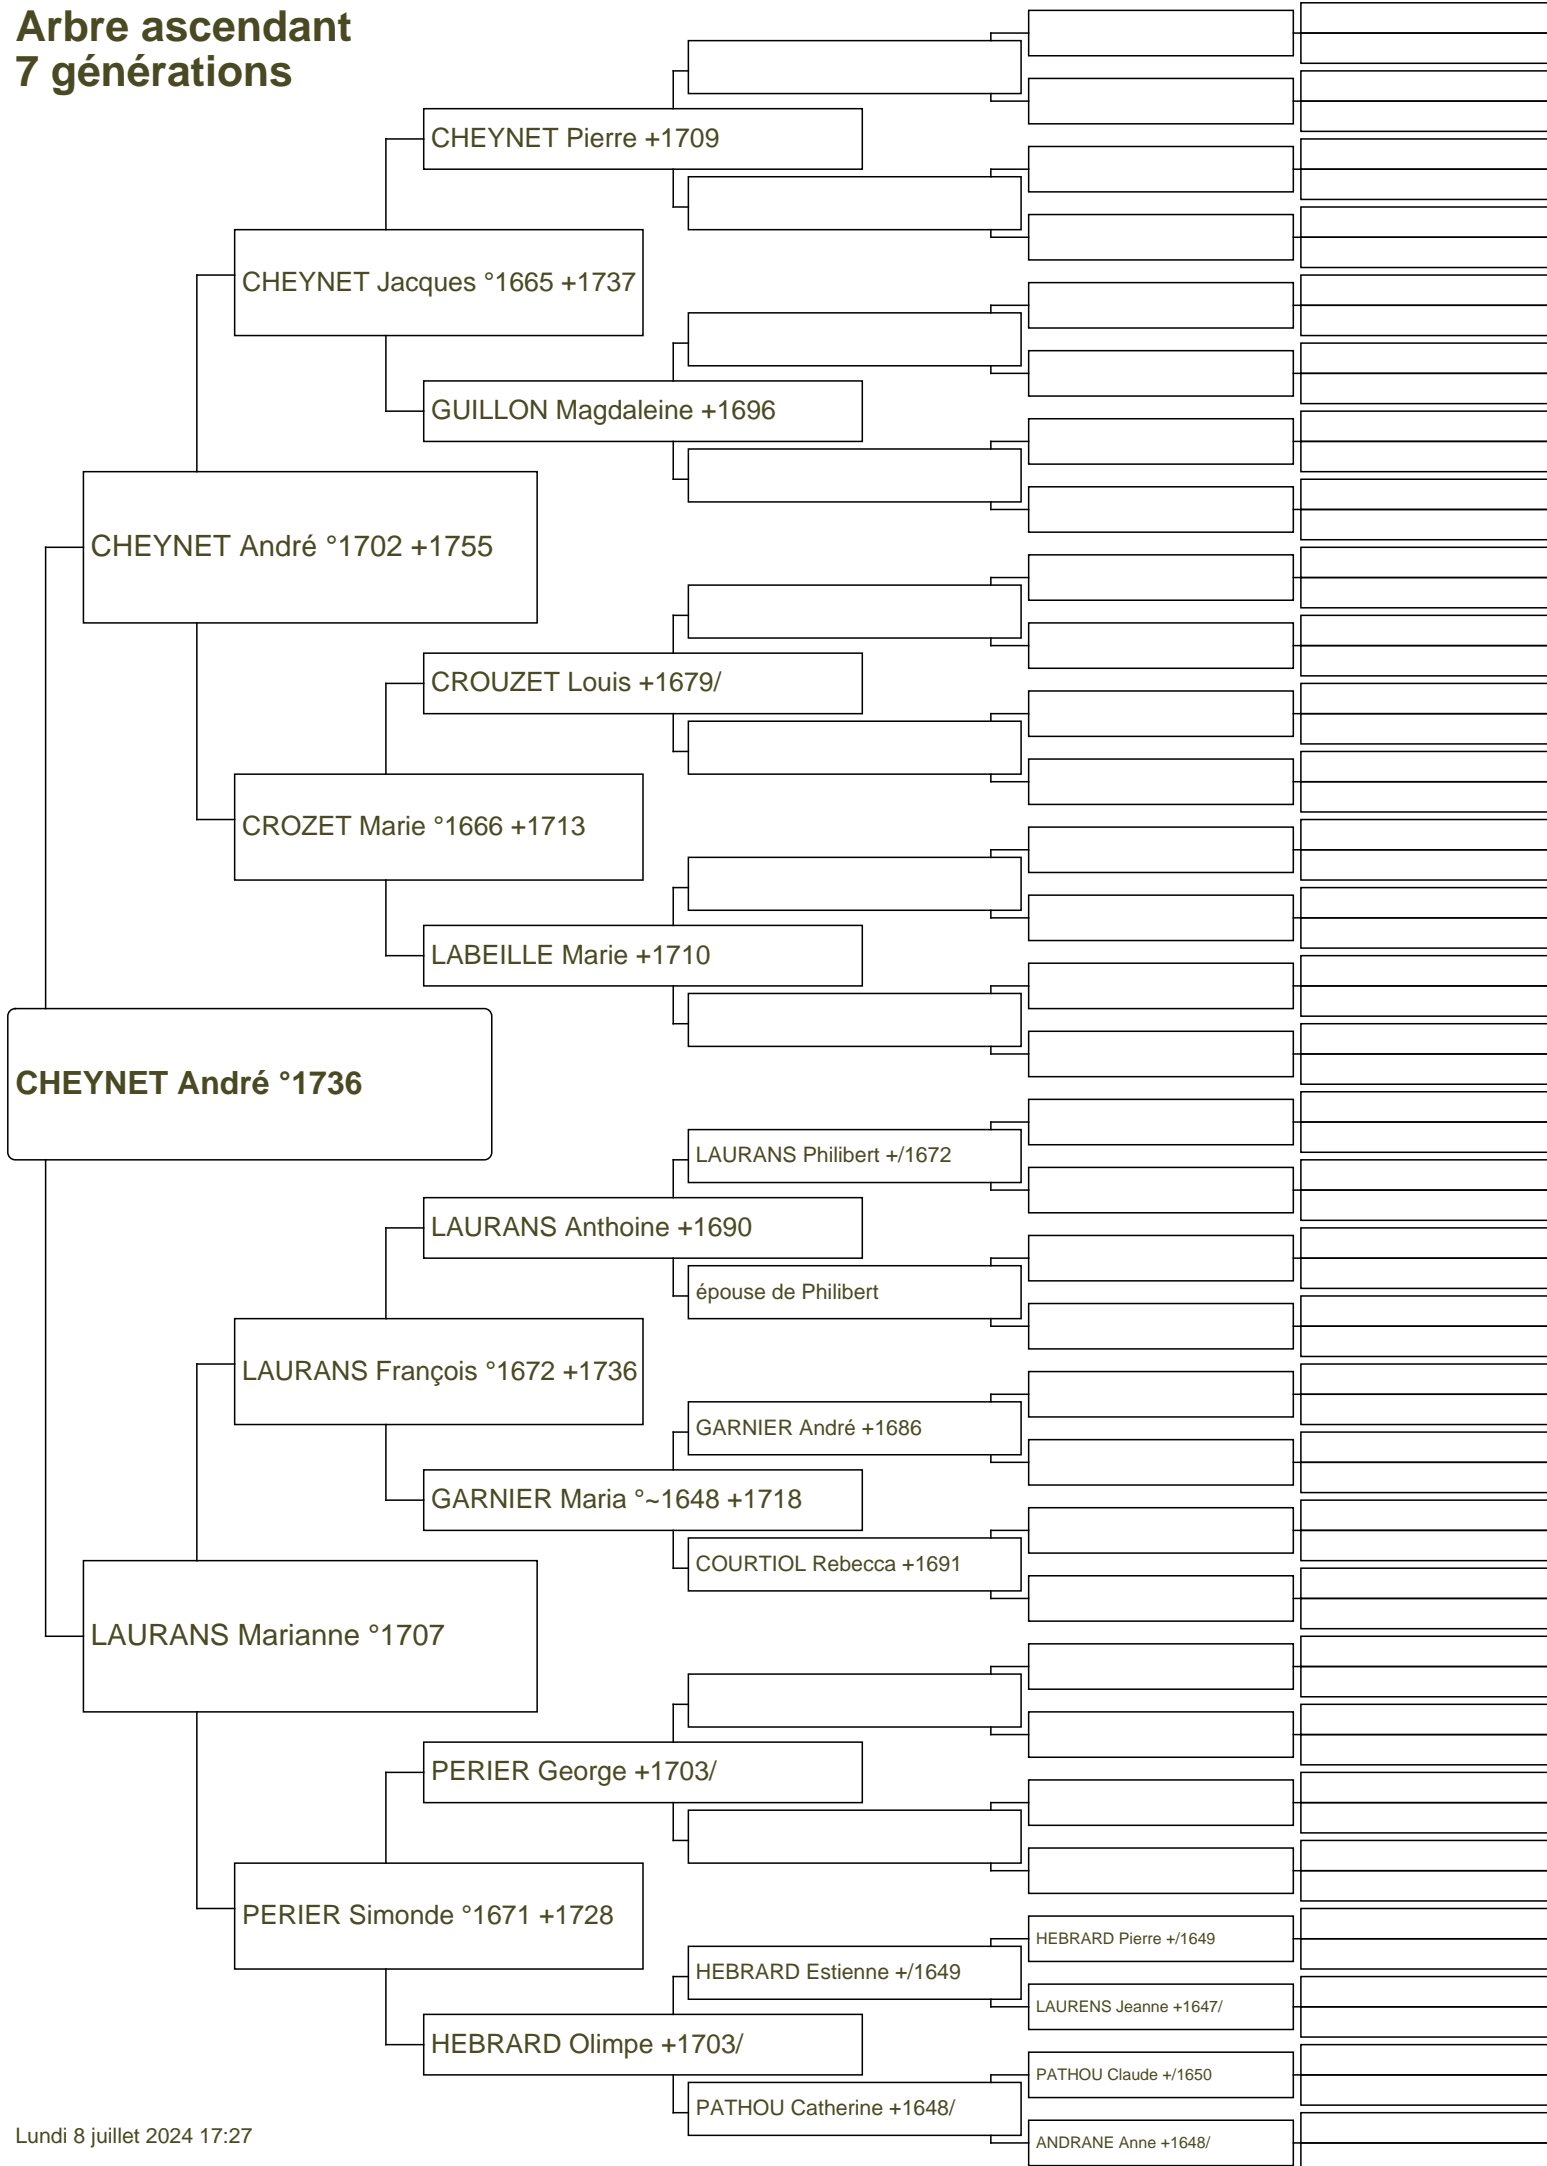 Arbre ascendant
7 générations
CHEYNET Pierre +1709
CHEYNET Jacques °1665 +1737
GUILLON Magdaleine +1696
CHEYNET André °1702 +1755
CROUZET Louis +1679/
CROZET Marie °1666 +1713
LABEILLE Marie +1710
CHEYNET André °1736
LAURANS Philibert +/1672
LAURANS Anthoine +1690
épouse de Philibert
LAURANS François °1672 +1736
GARNIER André +1686
GARNIER Maria °~1648 +1718
COURTIOL Rebecca +1691
LAURANS Marianne °1707
PERIER George +1703/
PERIER Simonde °1671 +1728
HEBRARD Pierre +/1649
HEBRARD Estienne +/1649
LAURENS Jeanne +1647/
HEBRARD Olimpe +1703/
PATHOU Claude +/1650
PATHOU Catherine +1648/
ANDRANE Anne +1648/
Lundi 8 juillet 2024 17:27